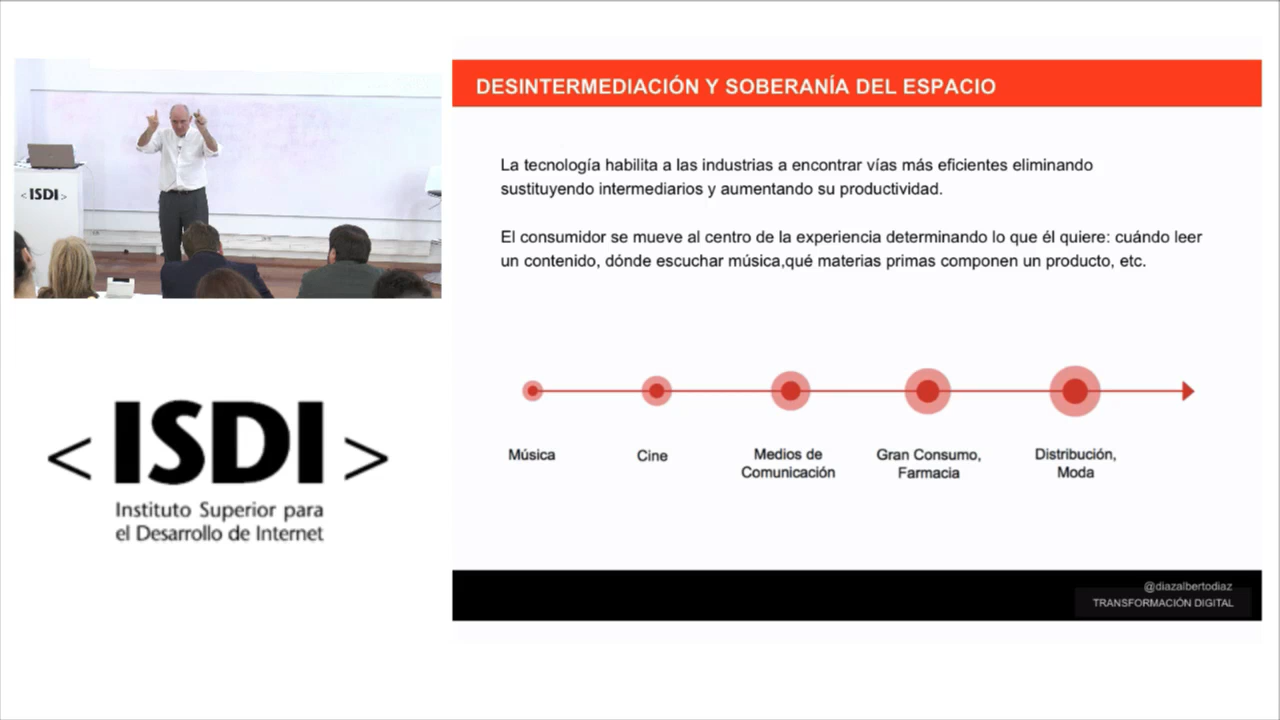 <ISDI>
DESINTERMEDIACIÓN Y SOBERANÍA DEL ESPACIO
La tecnología habilita a las industrias a encontrar vías más eficientes eliminando
sustituyendo intermediarios y aumentando su productividad.
El consumidor se mueve al centro de la experiencia determinando lo que él quiere: cuándo leer
un contenido, dónde escuchar música,qué materias primas componen un producto, etc.
Música
Cine
Medios de
Comunicación
Gran Consumo,
Farmacia
Distribución,
Moda
<ISDI>
Instituto Superior para
el Desarrollo de Internet
@diazalbertodiaz
TRANSFORMACIÓN DIGITAL